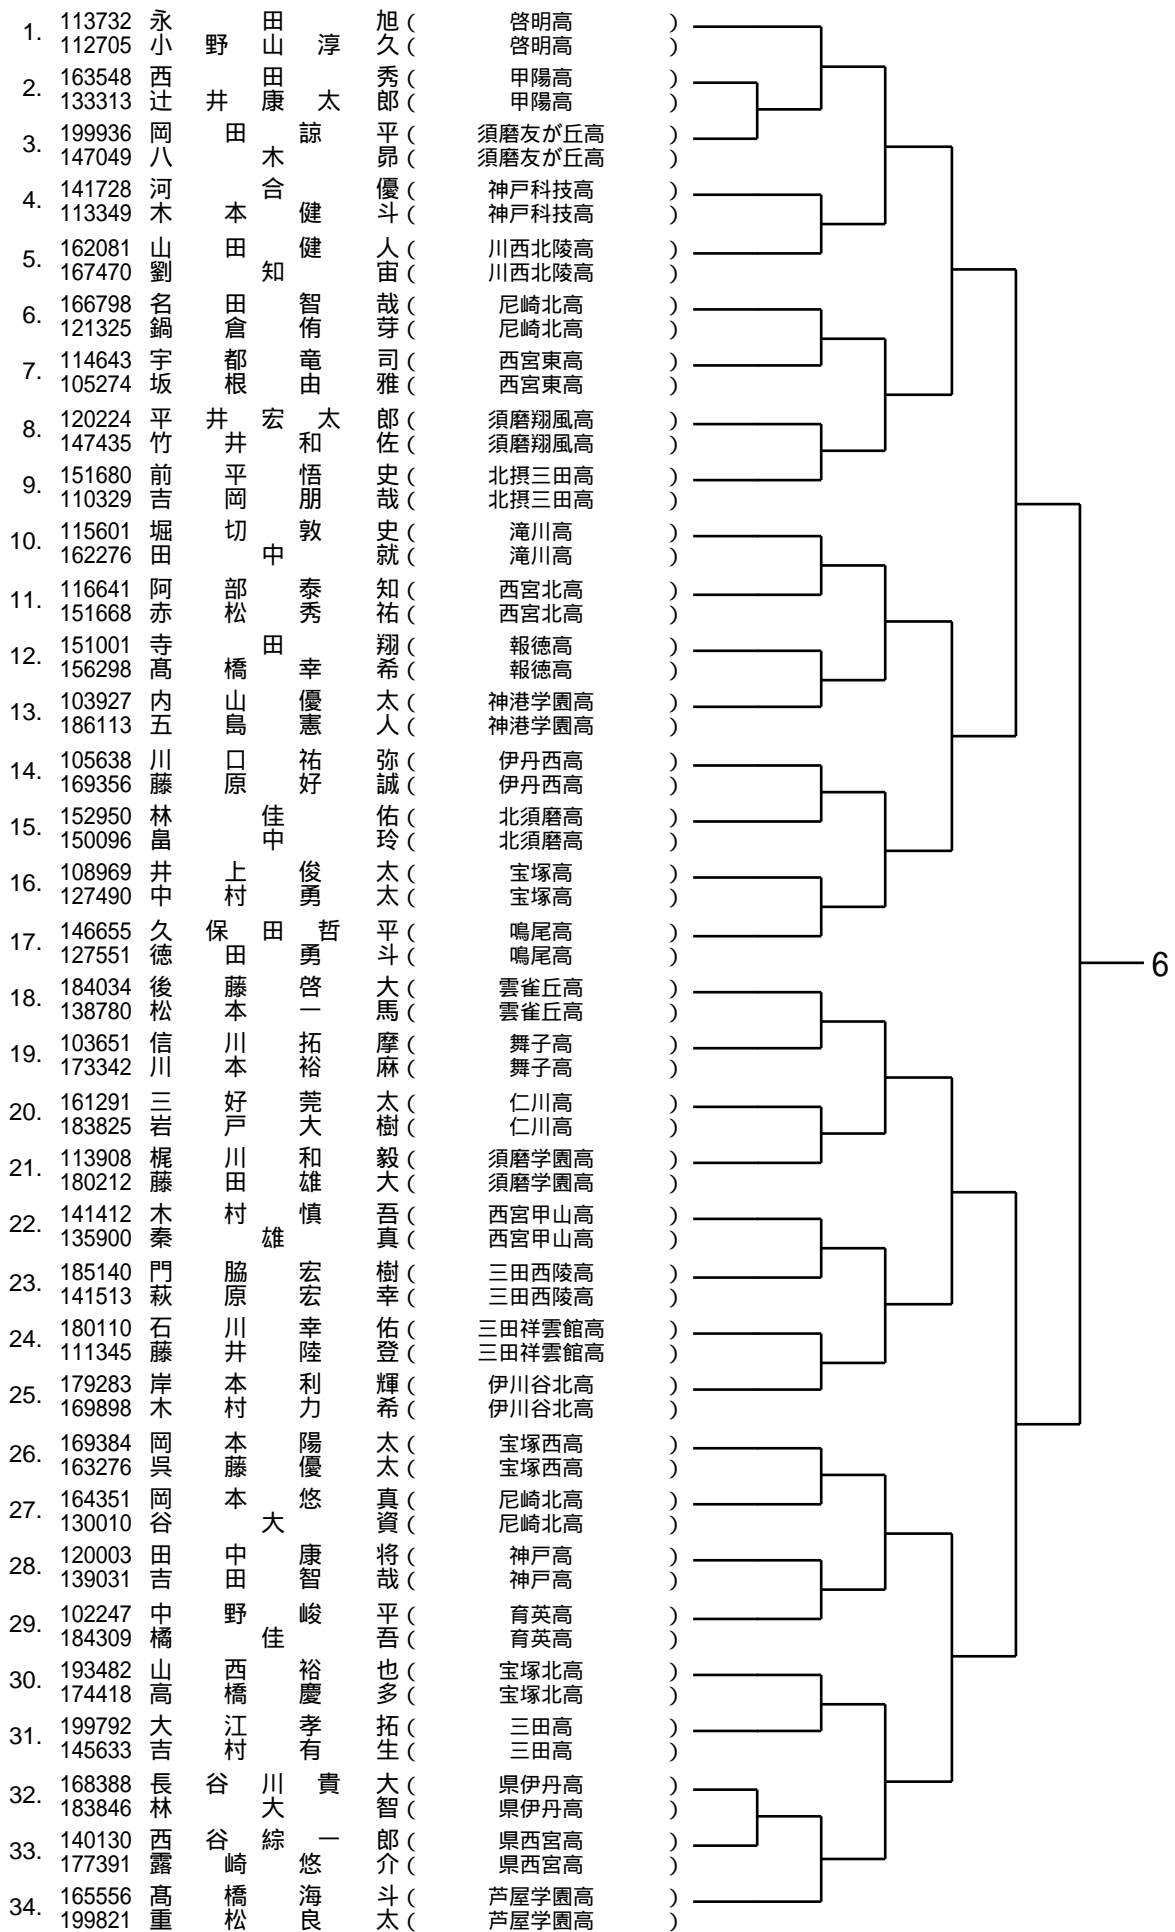 1. 113732 永田旭 ( 啓明高 )
112705 小野山淳久 ( 啓明高 )
2. 163548 西田秀 ( 甲陽高 )
133313 辻井康太郎 ( 甲陽高 )
3. 199936 岡田諒平 ( 須磨友が丘高 )
147049 八木昴 ( 須磨友が丘高 )
4. 141728 河合優 ( 神戸科技高 )
113349 木本健斗 ( 神戸科技高 )
5. 162081 山田健人 ( 川西北陵高 )
167470 劉知宙 ( 川西北陵高 )
6. 166798 名田智哉 ( 尼崎北高 )
121325 鍋倉侑芽 ( 尼崎北高 )
7. 114643 宇都竜司 ( 西宮東高 )
105274 坂根由雅 ( 西宮東高 )
8. 120224 平井宏太郎 ( 須磨翔風高 )
147435 竹井和佐 ( 須磨翔風高 )
9. 151680 前平悟史 ( 北摂三田高 )
110329 吉岡朋哉 ( 北摂三田高 )
10. 115601 堀切敦史 ( 滝川高 )
162276 田中就 ( 滝川高 )
11. 116641 阿部泰知 ( 西宮北高 )
151668 赤松秀祐 ( 西宮北高 )
12. 151001 寺田翔 ( 報徳高 )
156298 髙橋幸希 ( 報徳高 )
13. 103927 内山優太 ( 神港学園高 )
186113 五島憲人 ( 神港学園高 )
14. 105638 川口祐弥 ( 伊丹西高 )
169356 藤原好誠 ( 伊丹西高 )
15. 152950 林佳佑 ( 北須磨高 )
150096 畠中玲 ( 北須磨高 )
16. 108969 井上俊太 ( 宝塚高 )
127490 中村勇太 ( 宝塚高 )
17. 146655 久保田哲平 ( 鳴尾高 )
127551 徳田勇斗 ( 鳴尾高 )
6
18. 184034 後藤啓大 ( 雲雀丘高 )
138780 松本一馬 ( 雲雀丘高 )
19. 103651 信川拓摩 ( 舞子高 )
173342 川本裕麻 ( 舞子高 )
20. 161291 三好莞太 ( 仁川高 )
183825 岩戸大樹 ( 仁川高 )
21. 113908 梶川和毅 ( 須磨学園高 )
180212 藤田雄大 ( 須磨学園高 )
22. 141412 木村慎吾 ( 西宮甲山高 )
135900 秦雄真 ( 西宮甲山高 )
23. 185140 門脇宏樹 ( 三田西陵高 )
141513 萩原宏幸 ( 三田西陵高 )
24. 180110 石川幸佑 ( 三田祥雲館高 )
111345 藤井陸登 ( 三田祥雲館高 )
25. 179283 岸本利輝 ( 伊川谷北高 )
169898 木村力希 ( 伊川谷北高 )
26. 169384 岡本陽太 ( 宝塚西高 )
163276 呉藤優太 ( 宝塚西高 )
27. 164351 岡本悠真 ( 尼崎北高 )
130010 谷大資 ( 尼崎北高 )
28. 120003 田中康将 ( 神戸高 )
139031 吉田智哉 ( 神戸高 )
29. 102247 中野峻平 ( 育英高 )
184309 橘佳吾 ( 育英高 )
30. 193482 山西裕也 ( 宝塚北高 )
174418 高橋慶多 ( 宝塚北高 )
31. 199792 大江孝拓 ( 三田高 )
145633 吉村有生 ( 三田高 )
32. 168388 長谷川貴大 ( 県伊丹高 )
183846 林大智 ( 県伊丹高 )
33. 140130 西谷綜一郎 ( 県西宮高 )
177391 露崎悠介 ( 県西宮高 )
34. 165556 髙橋海斗 ( 芦屋学園高 )
199821 重松良太 ( 芦屋学園高 )